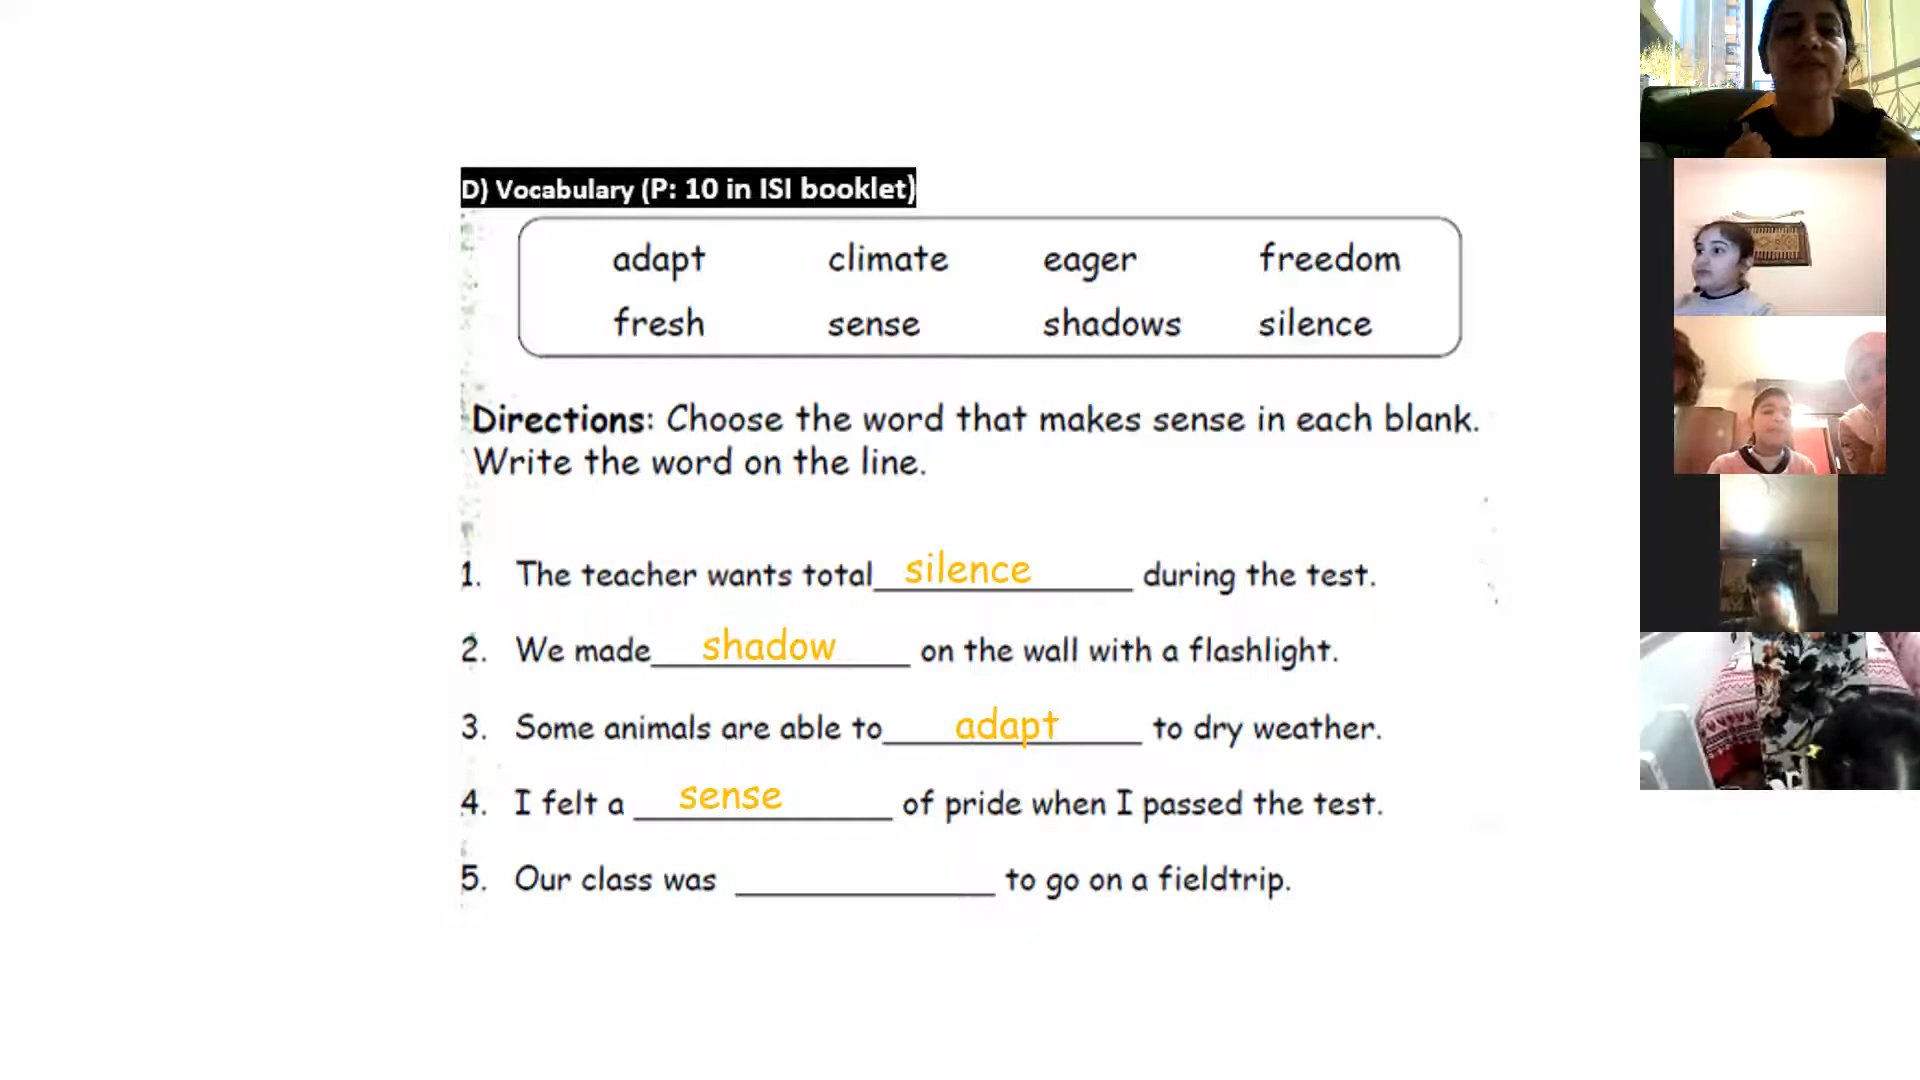 D) Vocabulary (P: 10 in ISI booklet)
adapt climate eager freedom
fresh sense shadows silence
Directions: Choose the word that makes sense in each blank.
Write the word on the line.
1. The teacher wants total silence during the test.
2. We made shadow on the wall with a flashlight.
3. Some animals are able to adapt to dry weather.
4. I felt a sense of pride when I passed the test.
5. Our class was ______________ to go on a fieldtrip.